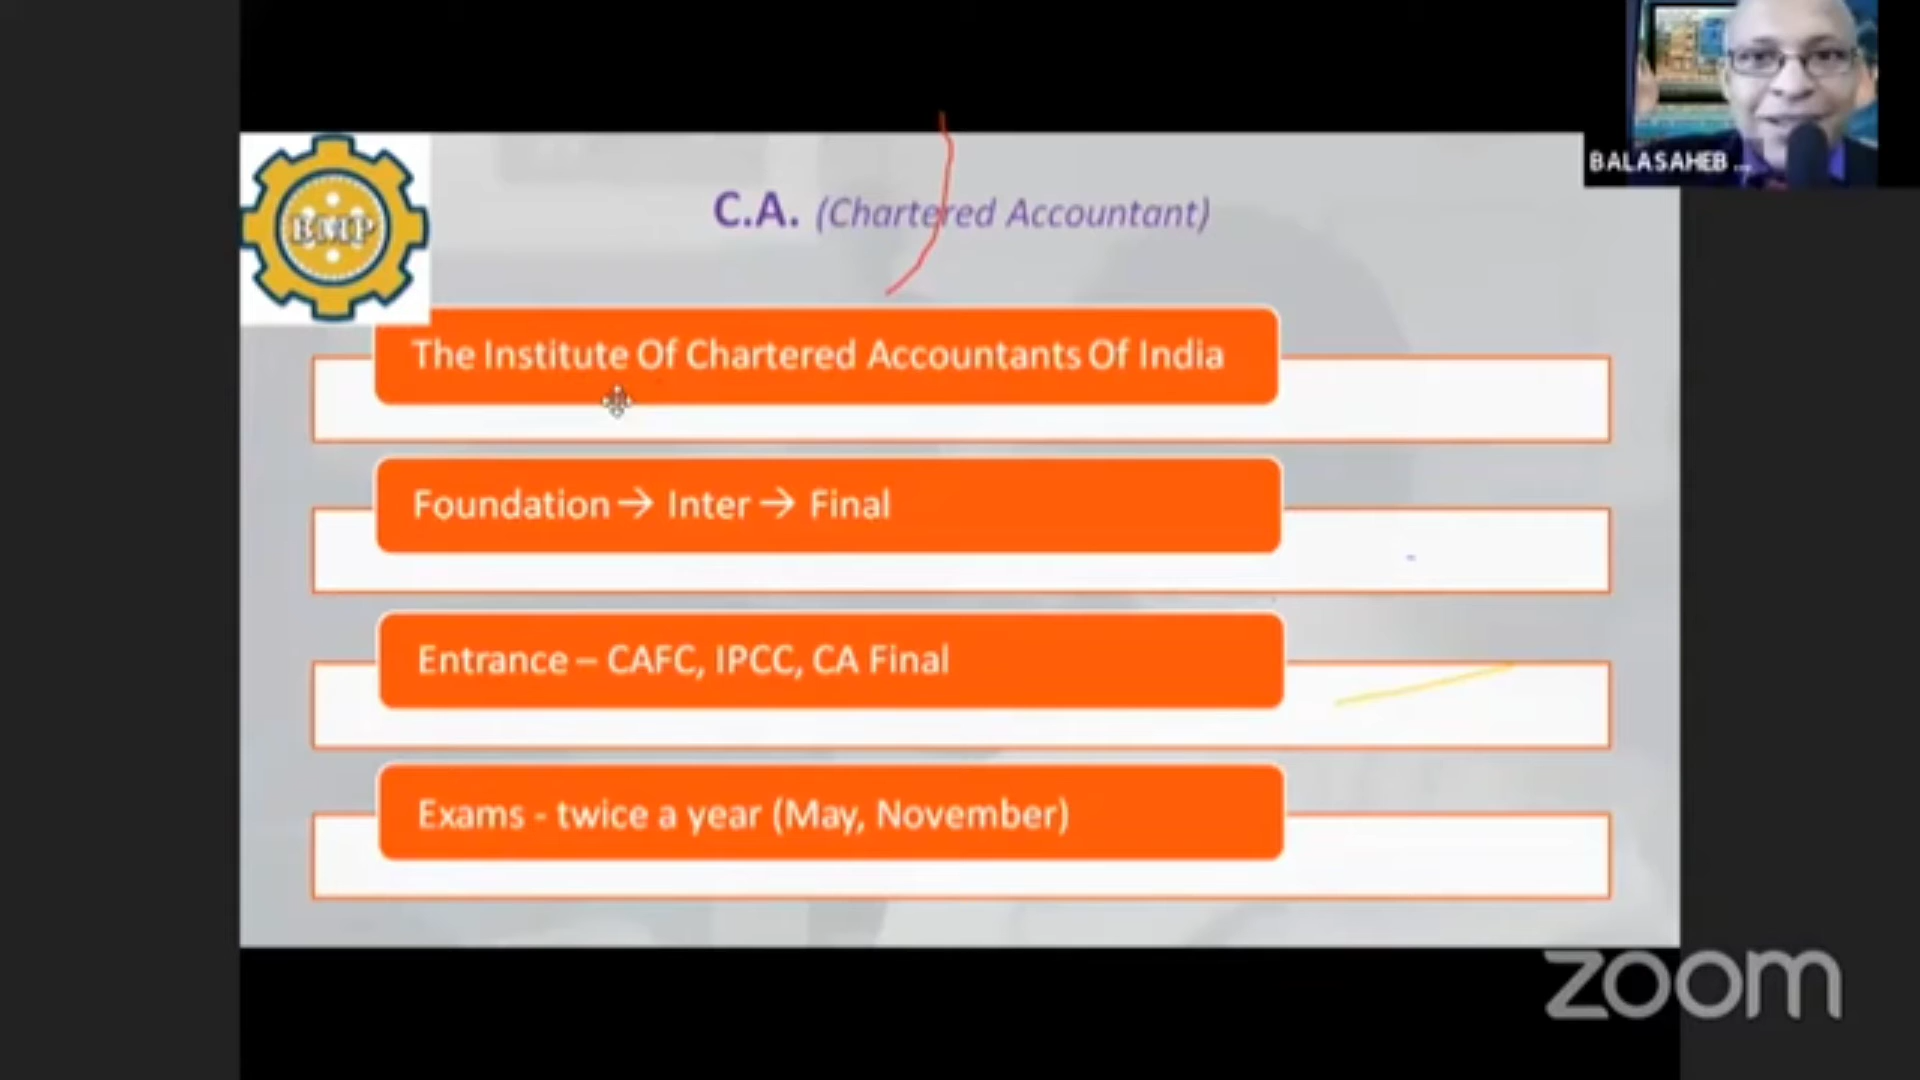 BALASAHEB ...
BMP
C.A. (Chartered Accountant)
The Institute Of Chartered Accountants Of India
Foundation → Inter → Final
Entrance – CAFC, IPCC, CA Final
Exams - twice a year (May, November)
zoom